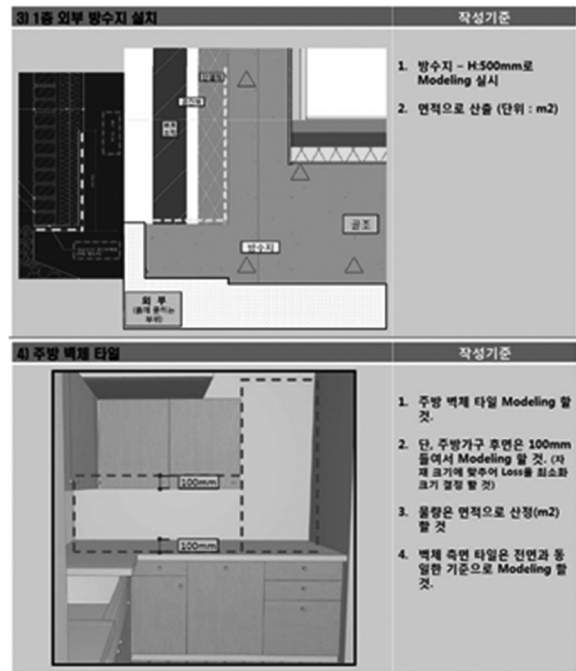 3) 1층 외부 방수지 설치
작성기준
1. 방수지 – H:500mm로
Modeling 실시
2. 면적으로 산출 (단위 : m2)
방수지
골조
외 부
(흙에 묻히는
부위)
4) 주방 벽체 타일
작성기준
100mm
100mm
1. 주방 벽체 타일 Modeling 할
것.
2. 단, 주방가구 후면은 100mm
들여서 Modeling 할 것. (자
재 크기에 맞추어 Loss를 최소화
크기 결정 할 것)
3. 물량은 면적으로 산정(m2)
할 것
4. 벽체 측면 타일은 전면과 동
일한 기준으로 Modeling 할
것.